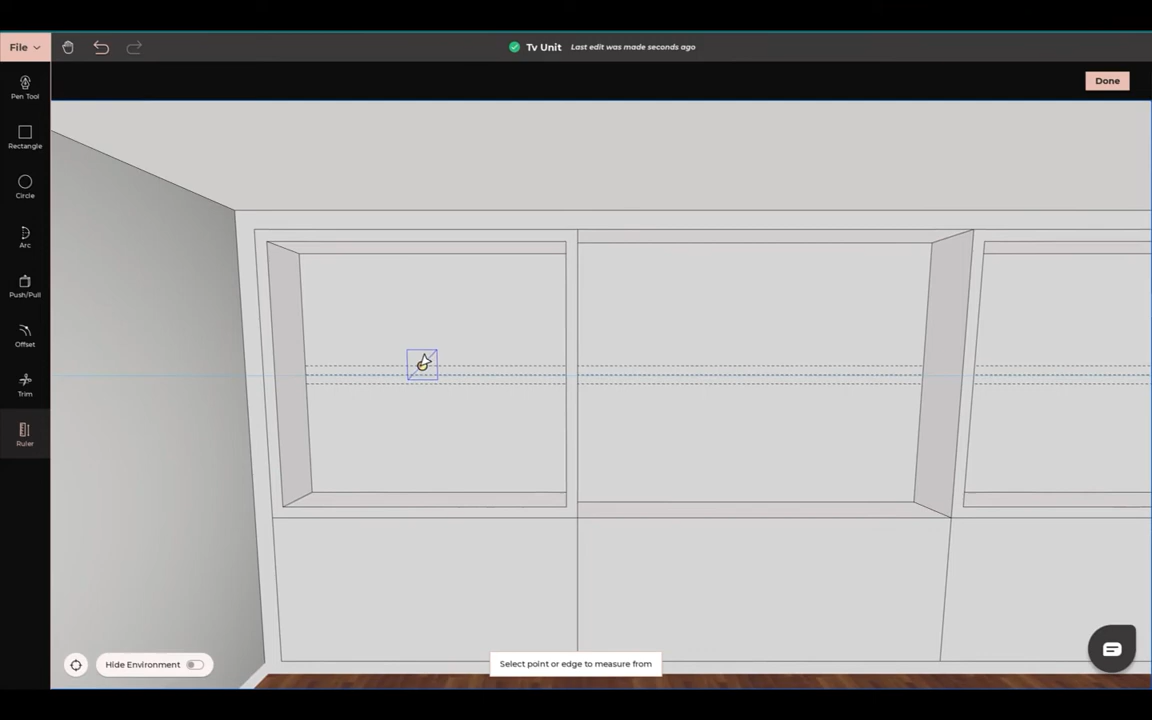 File
Tv Unit
Last edit was made seconds ago
Done
Pen Tool
Rectangle
Circle
Arc
Push/Pull
Offset
Trim
Ruler
Hide Environment
Select point or edge to measure from